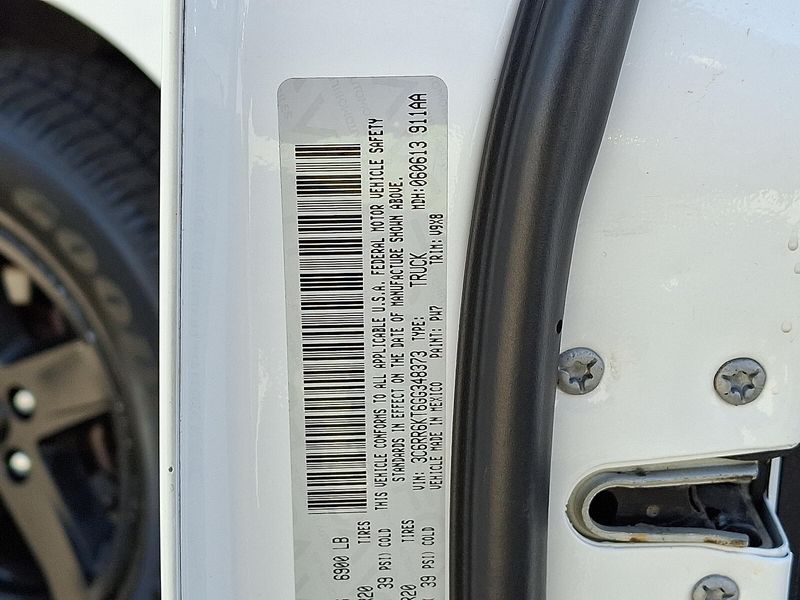 6900 LB
TIRES
R20
39 PSI) COLD
TIRES
R20
39 PSI) COLD
THIS VEHICLE CONFORMS TO ALL APPLICABLE U.S.A. FEDERAL MOTOR VEHICLE SAFETY
STANDARDS IN EFFECT ON THE DATE OF MANUFACTURE SHOWN ABOVE.
VIN: 3C6RR6KT6GG348373 TYPE: TRUCK MDH: 060613 911AA
VEHICLE MADE IN MEXICO PAINT: PW7 TRIM: V9X8